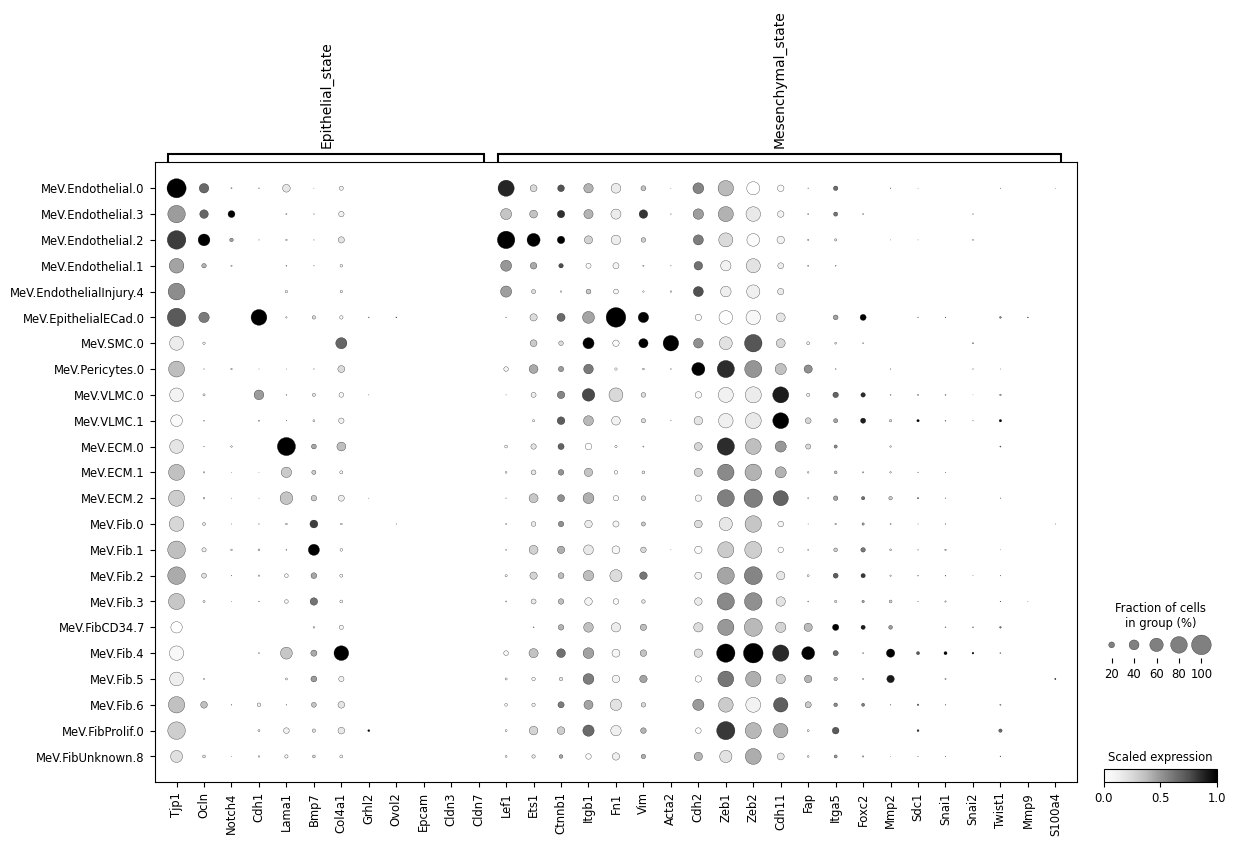 Epithelial_state
Mesenchymal_state
MeV.Endothelial.0
MeV.Endothelial.3
MeV.Endothelial.2
MeV.Endothelial.1
MeV.EndothelialInjury.4
MeV.EpithelialECad.0
MeV.SMC.0
MeV.Pericytes.0
MeV.VLMC.0
MeV.VLMC.1
MeV.ECM.0
MeV.ECM.1
MeV.ECM.2
MeV.Fib.0
MeV.Fib.1
MeV.Fib.2
MeV.Fib.3
MeV.FibCD34.7
MeV.Fib.4
MeV.Fib.5
MeV.Fib.6
MeV.FibProlif.0
MeV.FibUnknown.8
Tjp1
Ocln
Notch4
Cdh1
Lama1
Bmp7
Col4a1
Grhl2
Ovol2
Epcam
Cldn3
Cldn7
Lef1
Ets1
Ctnnb1
Itgb1
Fn1
Vim
Acta2
Cdh2
Zeb1
Zeb2
Cdh11
Fap
Itga5
Foxc2
Mmp2
Sdc1
Snai1
Snai2
Twist1
Mmp9
S100a4
Fraction of cells
in group (%)
20 40 60 80 100
Scaled expression
0.0 0.5 1.0